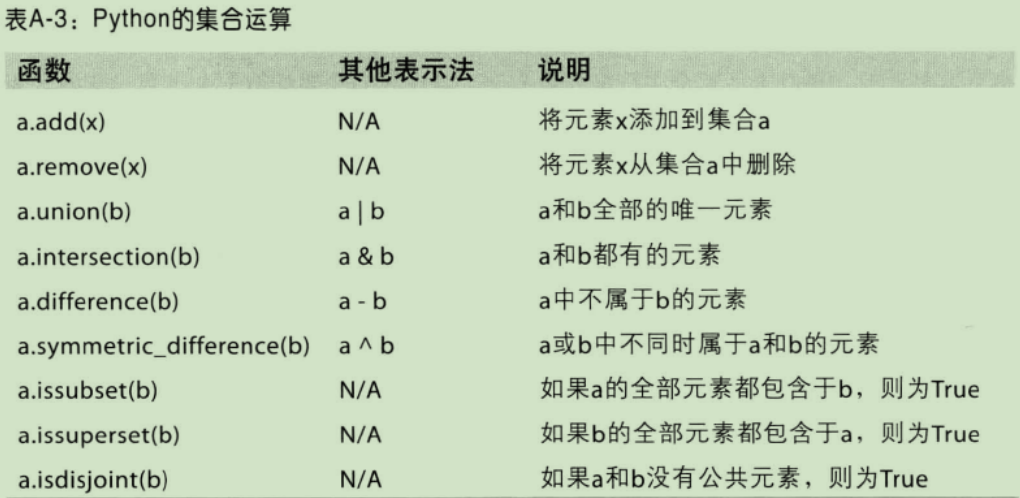 表A-3：Python的集合运算
函数 其他表示法 说明
a.add(x) N/A 将元素x添加到集合a
a.remove(x) N/A 将元素x从集合a中删除
a.union(b) a | b a和b全部的唯一元素
a.intersection(b) a & b a和b都有的元素
a.difference(b) a - b a中不属于b的元素
a.symmetric_difference(b) a ^ b a或b中不同时属于a和b的元素
a.issubset(b) N/A 如果a的全部元素都包含于b，则为True
a.issuperset(b) N/A 如果b的全部元素都包含于a，则为True
a.isdisjoint(b) N/A 如果a和b没有公共元素，则为True